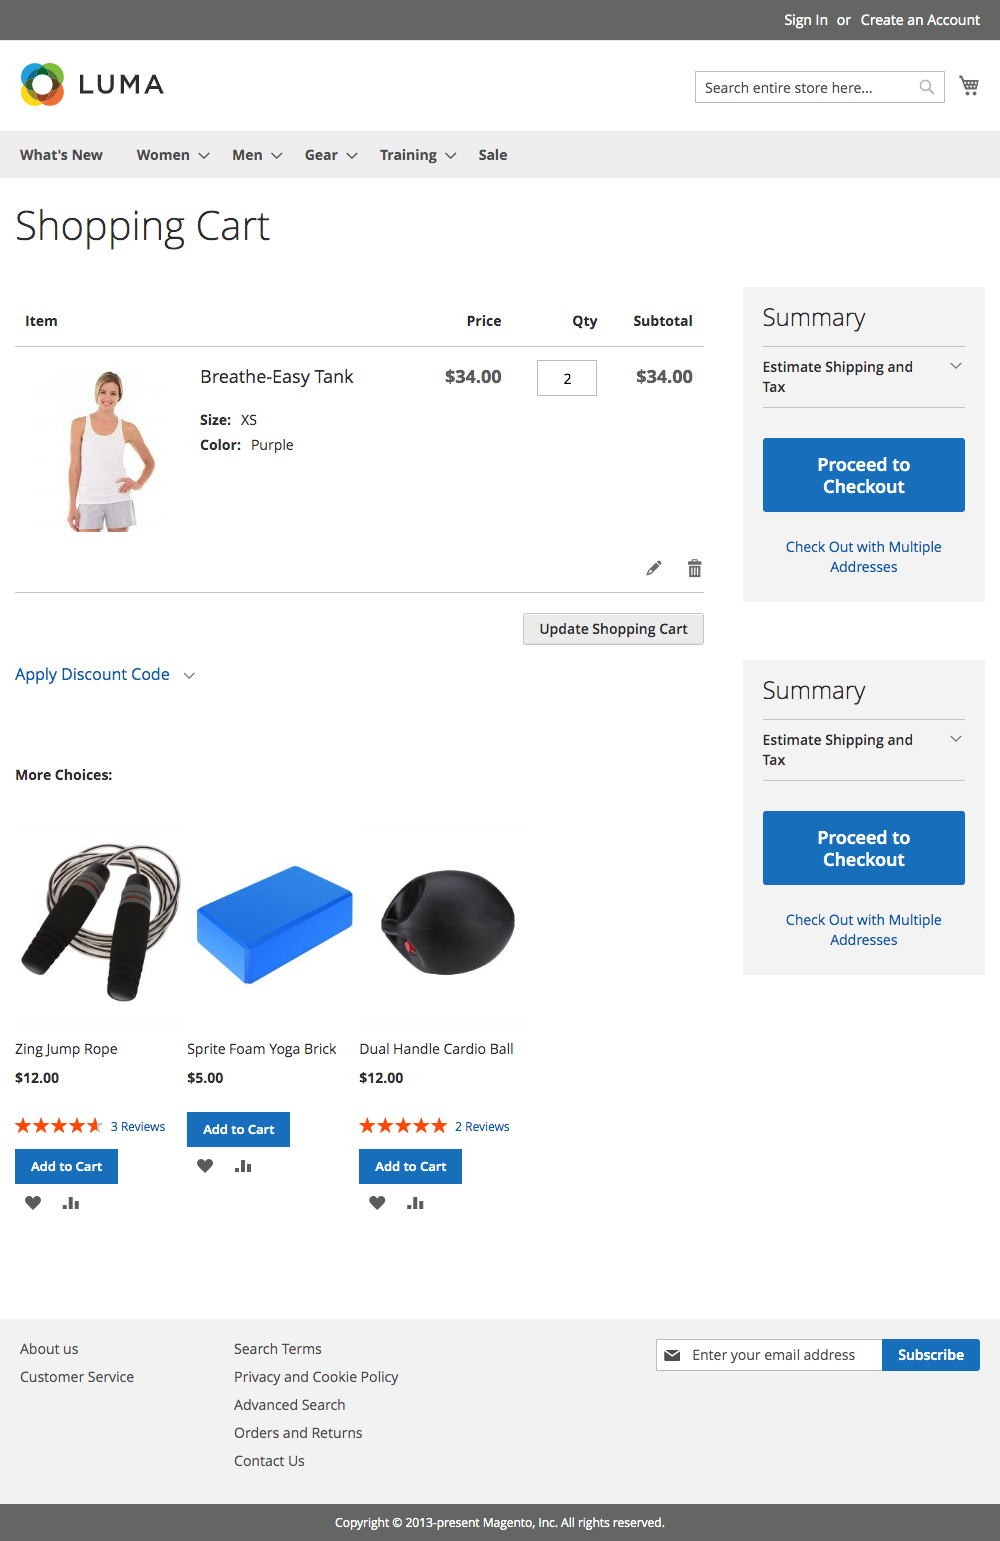 Sign In or Create an Account
LUMA
Search entire store here...
What's New Women Men Gear Training Sale
Shopping Cart
Item Price Qty Subtotal
Breathe-Easy Tank $34.00 2 $34.00
Size: XS
Color: Purple
Update Shopping Cart
Apply Discount Code
Summary
Estimate Shipping and
Tax
Proceed to
Checkout
Check Out with Multiple
Addresses
Summary
Estimate Shipping and
Tax
Proceed to
Checkout
Check Out with Multiple
Addresses
More Choices:
Zing Jump Rope
$12.00
3 Reviews
Add to Cart
Sprite Foam Yoga Brick
$5.00
Add to Cart
Dual Handle Cardio Ball
$12.00
2 Reviews
Add to Cart
About us
Customer Service
Search Terms
Privacy and Cookie Policy
Advanced Search
Orders and Returns
Contact Us
Enter your email address Subscribe
Copyright © 2013-present Magento, Inc. All rights reserved.